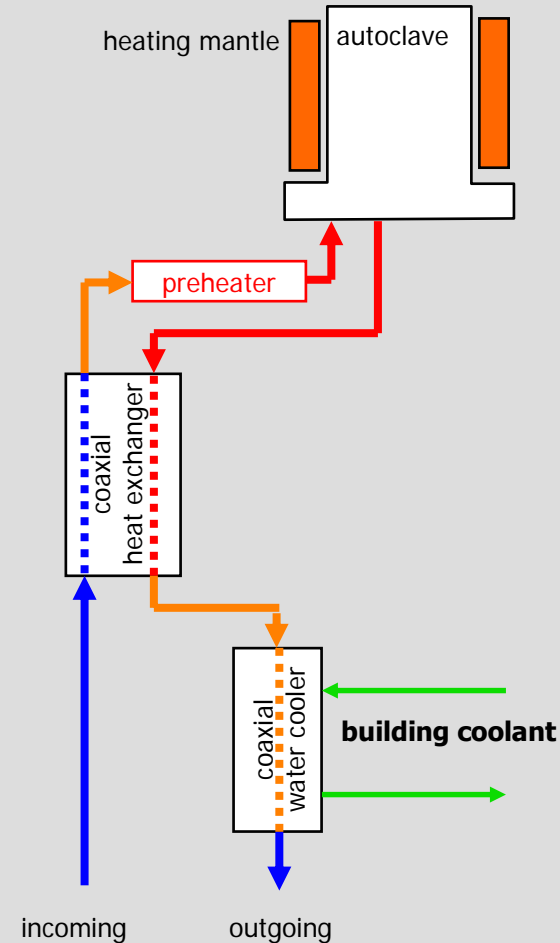 heating mantle
autoclave
preheater
coaxial
heat exchanger
coaxial
water cooler
building coolant
incoming
outgoing